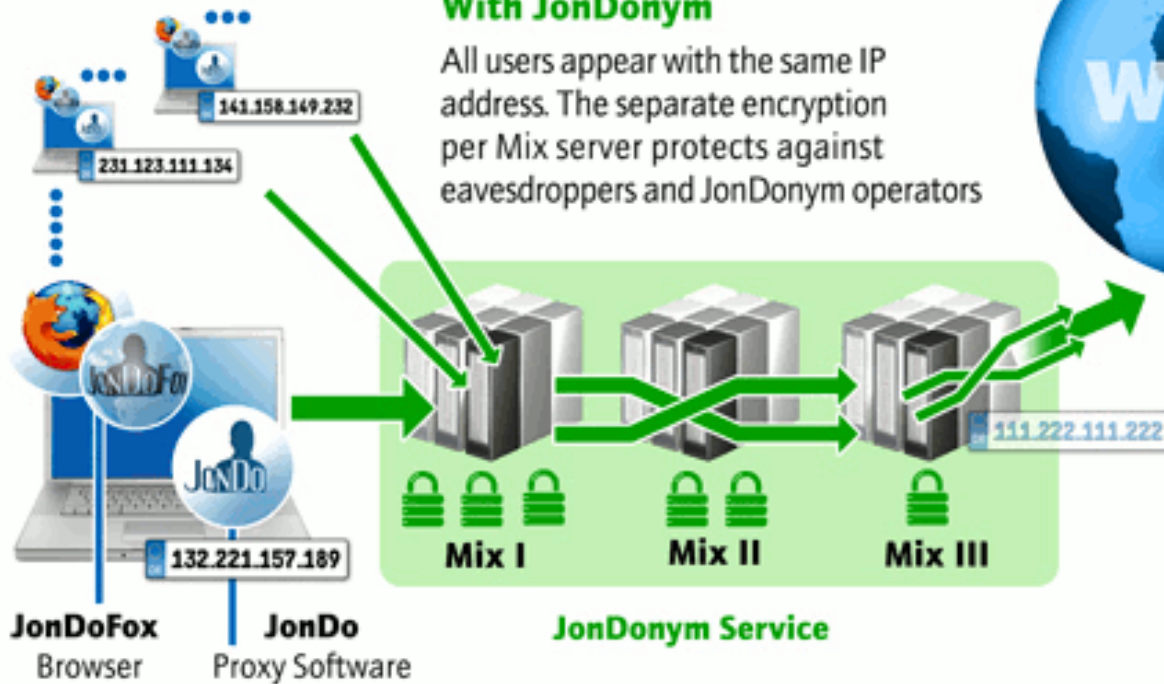 With JonDonym
All users appear with the same IP
address. The separate encryption
per Mix server protects against
eavesdroppers and JonDonym operators
141.158.149.232
231.123.111.134
W
JonDoFox
JonDo
132.221.157.189
111.222.111.222
Mix I
Mix II
Mix III
JonDoFox
Browser
JonDo
Proxy Software
JonDonym Service